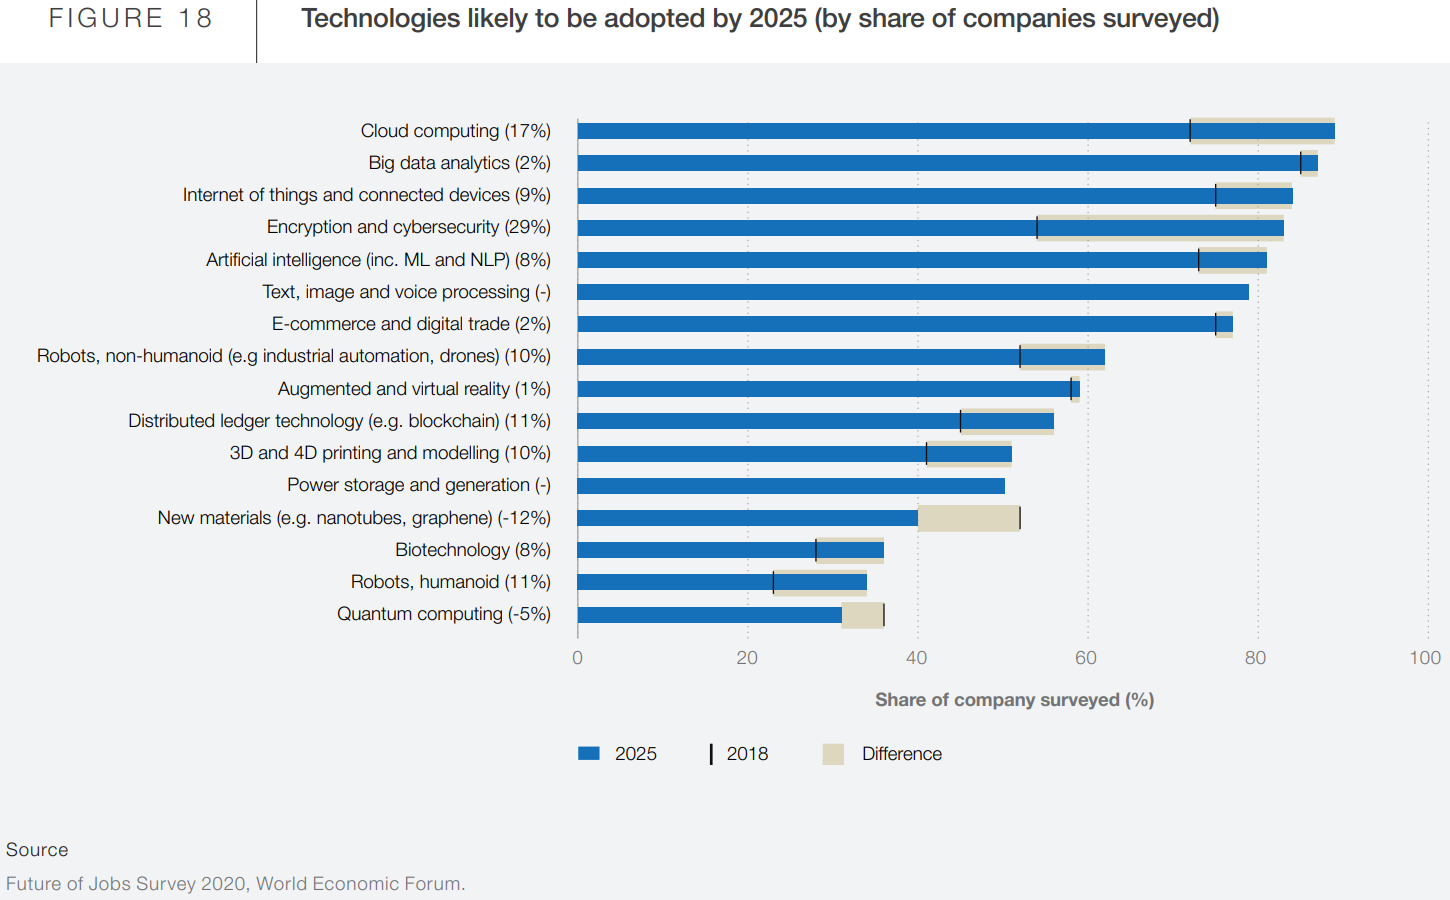 FIGURE 18
Technologies likely to be adopted by 2025 (by share of companies surveyed)
Cloud computing (17%)
Big data analytics (2%)
Internet of things and connected devices (9%)
Encryption and cybersecurity (29%)
Artificial intelligence (inc. ML and NLP) (8%)
Text, image and voice processing (-)
E-commerce and digital trade (2%)
Robots, non-humanoid (e.g industrial automation, drones) (10%)
Augmented and virtual reality (1%)
Distributed ledger technology (e.g. blockchain) (11%)
3D and 4D printing and modelling (10%)
Power storage and generation (-)
New materials (e.g. nanotubes, graphene) (-12%)
Biotechnology (8%)
Robots, humanoid (11%)
Quantum computing (-5%)
0 20 40 60 80 100
Share of company surveyed (%)
2025 2018 Difference
Source
Future of Jobs Survey 2020, World Economic Forum.